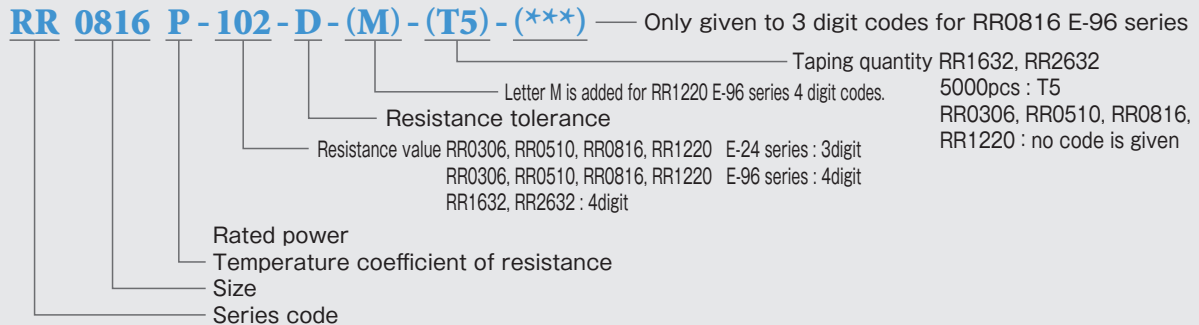 RR 0816 P - 102 - D - (M) - (T5) - (***)
Only given to 3 digit codes for RR0816 E-96 series
Taping quantity RR1632, RR2632
5000pcs : T5
RR0306, RR0510, RR0816,
RR1220 : no code is given
Letter M is added for RR1220 E-96 series 4 digit codes.
Resistance tolerance
Resistance value RR0306, RR0510, RR0816, RR1220 E-24 series : 3digit
RR0306, RR0510, RR0816, RR1220 E-96 series : 4digit
RR1632, RR2632 : 4digit
Rated power
Temperature coefficient of resistance
Size
Series code